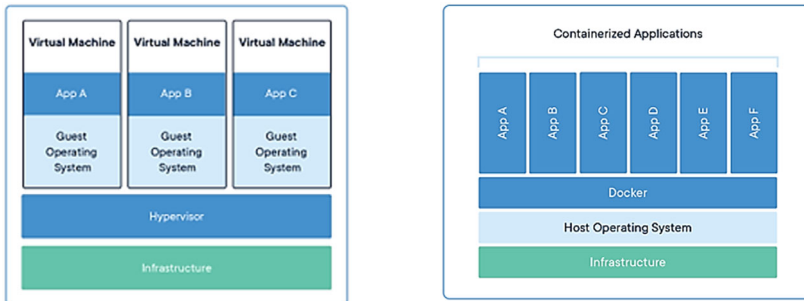 Virtual Machine
Virtual Machine
Virtual Machine
App A
App B
App C
Guest
Operating
System
Guest
Operating
System
Guest
Operating
System
Hypervisor
Infrastructure
Containerized Applications
App A
App B
App C
App D
App E
App F
Docker
Host Operating System
Infrastructure